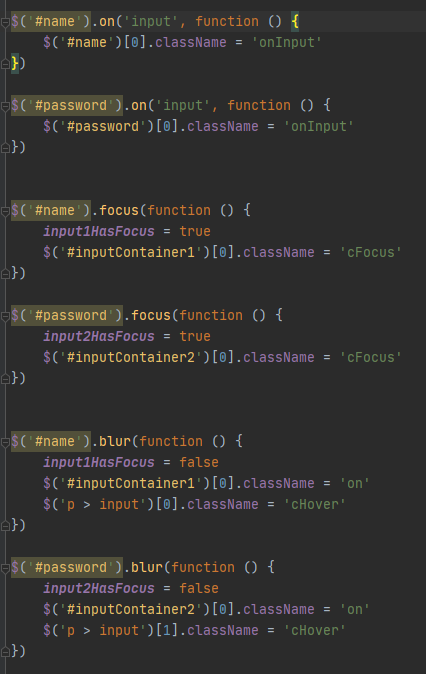 $('#name').on('input', function () {
    $('#name')[0].className = 'onInput'
})
$('#password').on('input', function () {
    $('#password')[0].className = 'onInput'
})
$('#name').focus(function () {
    input1HasFocus = true
    $('#inputContainer1')[0].className = 'cFocus'
})
$('#password').focus(function () {
    input2HasFocus = true
    $('#inputContainer2')[0].className = 'cFocus'
})
$('#name').blur(function () {
    input1HasFocus = false
    $('#inputContainer1')[0].className = 'on'
    $('p > input')[0].className = 'cHover'
})
$('#password').blur(function () {
    input2HasFocus = false
    $('#inputContainer2')[0].className = 'on'
    $('p > input')[1].className = 'cHover'
})